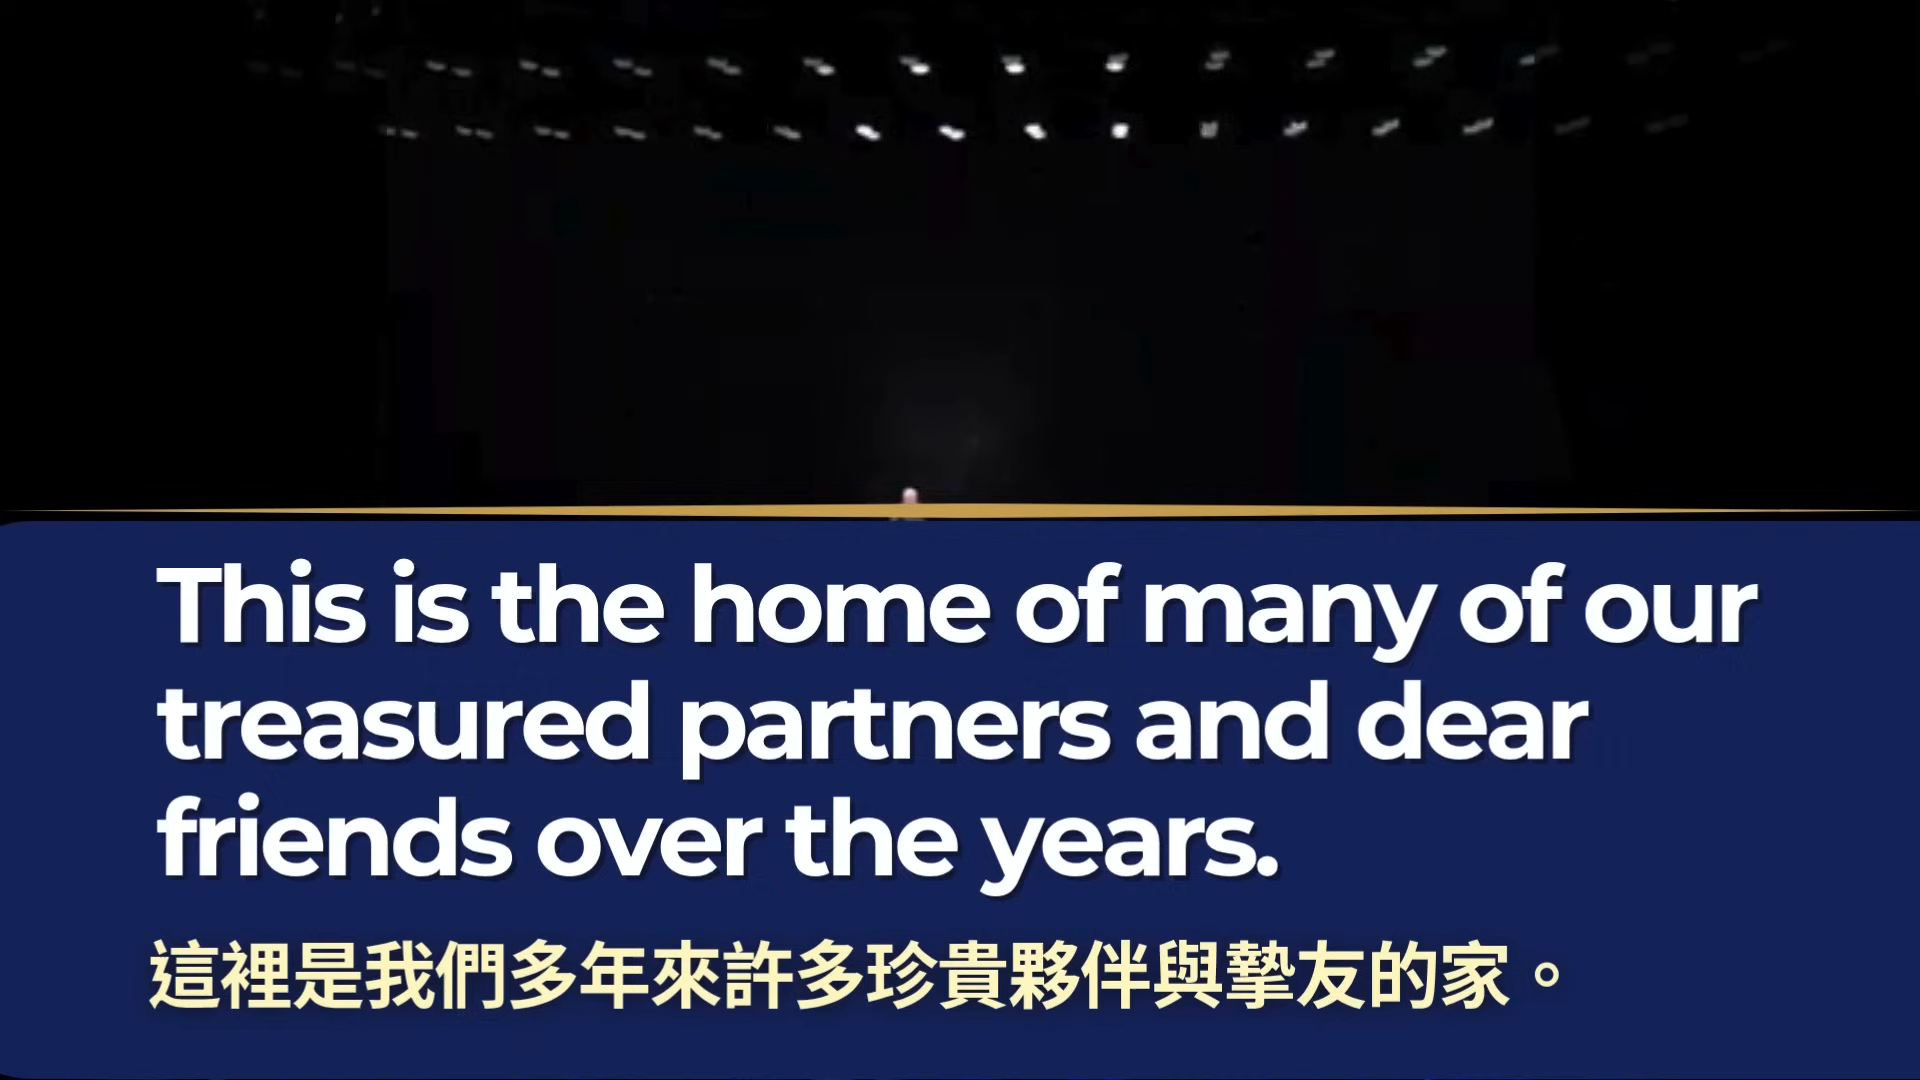 This is the home of many of our
treasured partners and dear
friends over the years.
這裡是我們多年來許多珍貴夥伴與摯友的家。